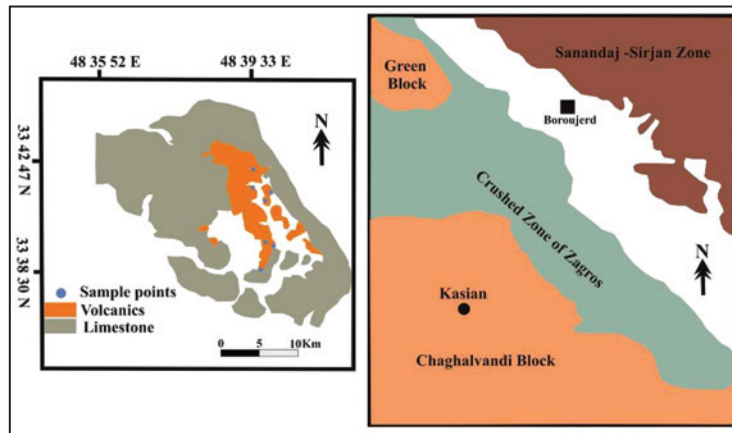 48 35 52 E
48 39 33 E
33 42 47 N
33 38 30 N
N
Sample points
Volcanics
Limestone
0
5
10Km
Green
Block
Sanandaj -Sirjan Zone
Boroujerd
Crushed Zone of Zagros
N
Kasian
Chaghalvandi Block